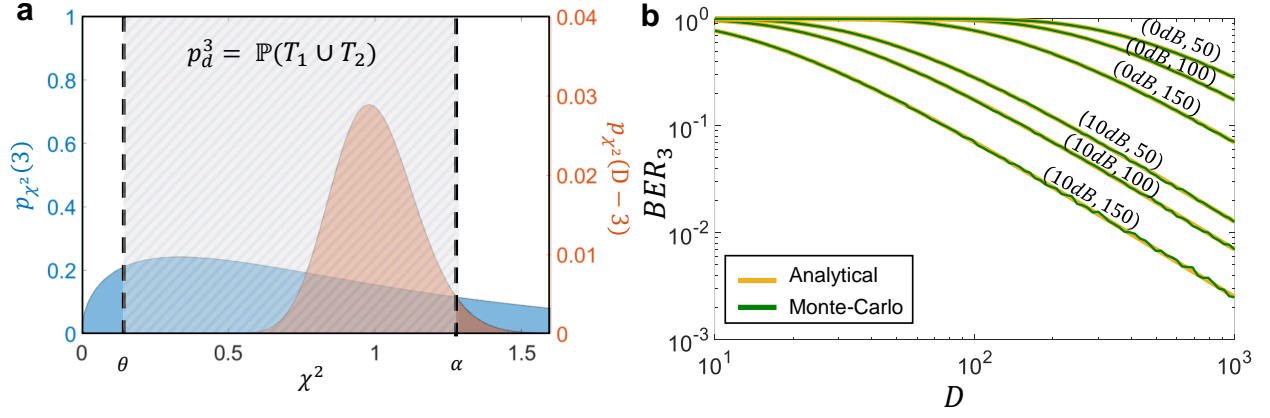 a
p_d^3 = ℙ(T_1 ∪ T_2)
1
0.8
0.6
0.4
0.2
0
p_{χ^2}(3)
0.04
0.03
0.02
0.01
0
p_{χ^2}(D − 3)
0
θ
0.5
1
α
1.5
χ^2
b
10^0
10^{-1}
10^{-2}
10^{-3}
BER_3
(0dB, 50)
(0dB, 100)
(0dB, 150)
(10dB, 50)
(10dB, 100)
(10dB, 150)
Analytical
Monte-Carlo
10^1
10^2
10^3
D